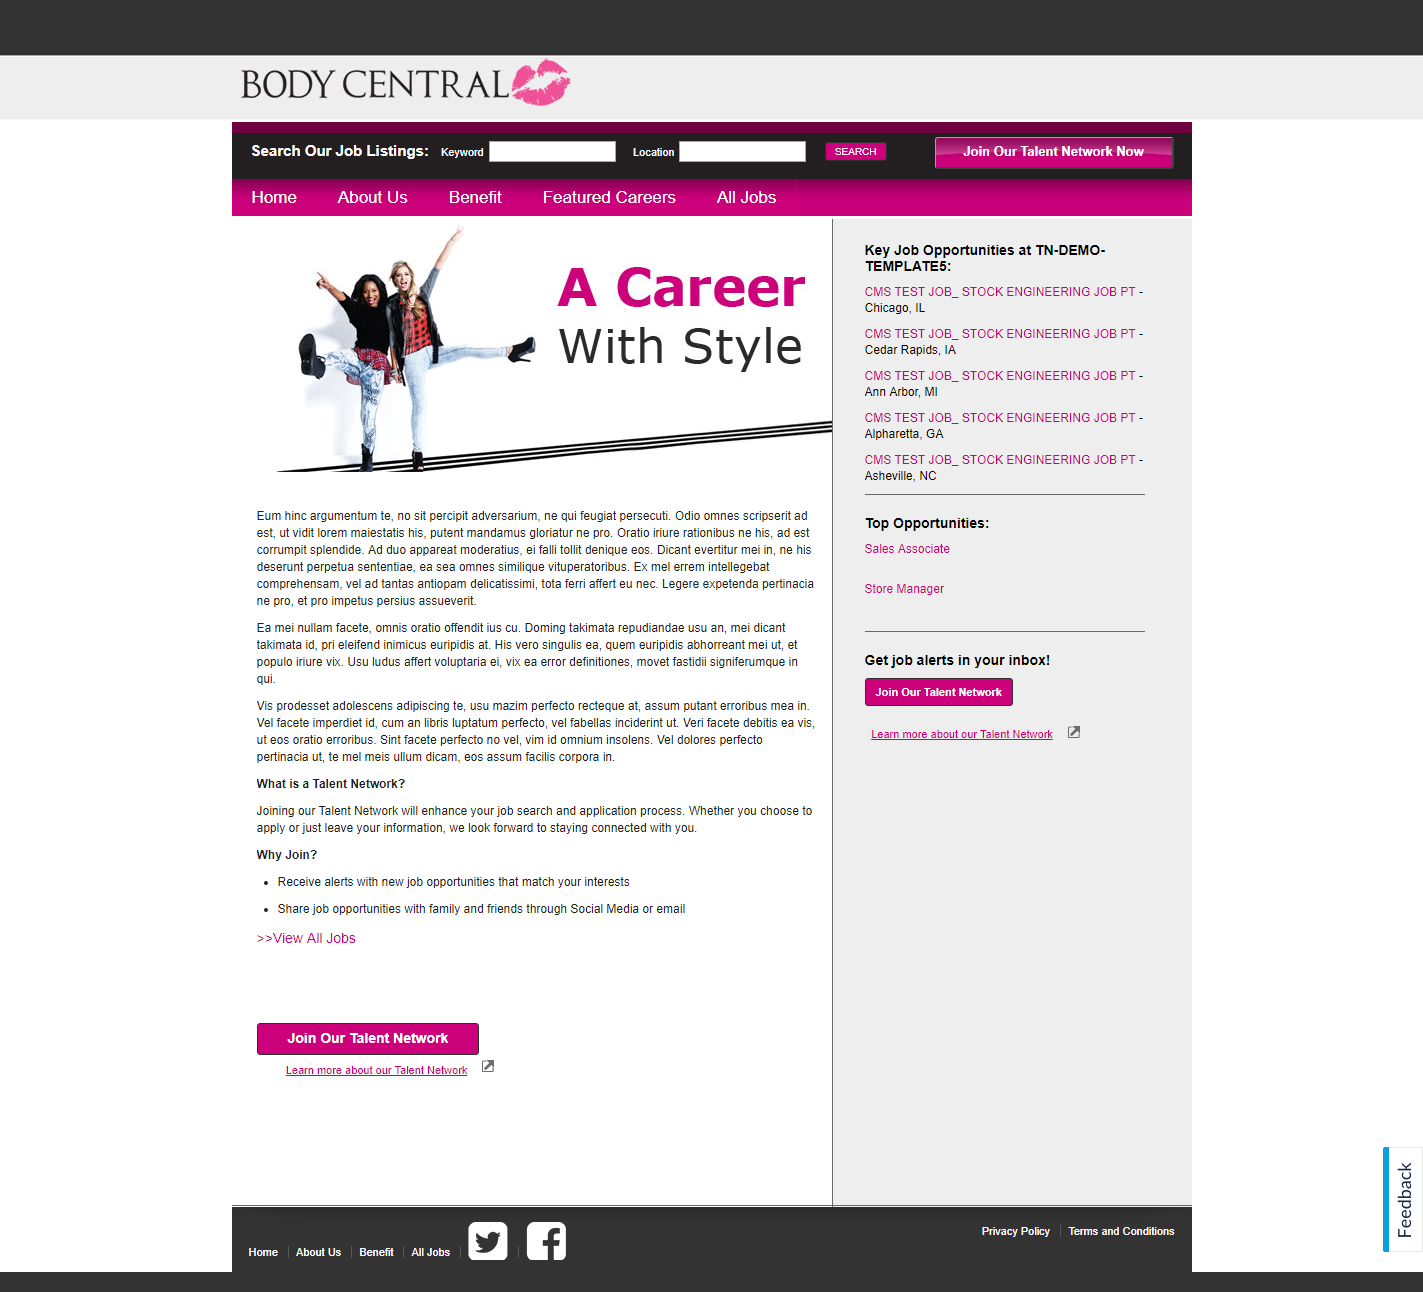 BODY CENTRAL
Search Our Job Listings: Keyword Location SEARCH Join Our Talent Network Now
Home About Us Benefit Featured Careers All Jobs
A Career
With Style
Eum hinc argumentum te, no sit percipit adversarium, ne qui feugiat persecuti. Odio omnes scripserit ad
est, ut vidit lorem maiestatis his, putent mandamus gloriatur ne pro. Oratio iriure rationibus ne his, ad est
corrumpit splendide. Ad duo appareat moderatius, ei falli tollit denique eos. Dicant evertitur mei in, ne his
deserunt perpetua sententiae, ea sea omnes similique vituperatoribus. Ex mel errem intellegebat
comprehensam, vel ad tantas antiopam delicatissimi, tota ferri affert eu nec. Legere expetenda pertinacia
ne pro, et pro impetus persius assueverit.
Ea mei nullam facete, omnis oratio offendit ius cu. Doming takimata repudiandae usu an, mei dicant
takimata id, pri eleifend inimicus euripidis at. His vero singulis ea, quem euripidis abhorreant mei ut, et
populo iriure vix. Usu ludus affert voluptaria ei, vix ea error definitiones, movet fastidii signiferumque in
qui.
Vis prodesset adolescens adipiscing te, usu mazim perfecto recteque at, assum putant erroribus mea in.
Vel facete imperdiet id, cum an libris luptatum perfecto, vel fabellas inciderint ut. Veri facete debitis ea vis,
ut eos oratio erroribus. Sint facete perfecto no vel, vim id omnium insolens. Vel dolores perfecto
pertinacia ut, te mel meis ullum dicam, eos assum facilis corpora in.
What is a Talent Network?
Joining our Talent Network will enhance your job search and application process. Whether you choose to
apply or just leave your information, we look forward to staying connected with you.
Why Join?
• Receive alerts with new job opportunities that match your interests
• Share job opportunities with family and friends through Social Media or email
>>View All Jobs
Join Our Talent Network
Learn more about our Talent Network
Key Job Opportunities at TN-DEMO-
TEMPLATE5:
CMS TEST JOB_ STOCK ENGINEERING JOB PT -
Chicago, IL
CMS TEST JOB_ STOCK ENGINEERING JOB PT -
Cedar Rapids, IA
CMS TEST JOB_ STOCK ENGINEERING JOB PT -
Ann Arbor, MI
CMS TEST JOB_ STOCK ENGINEERING JOB PT -
Alpharetta, GA
CMS TEST JOB_ STOCK ENGINEERING JOB PT -
Asheville, NC
Top Opportunities:
Sales Associate
Store Manager
Get job alerts in your inbox!
Join Our Talent Network
Learn more about our Talent Network
Feedback
Home About Us Benefit All Jobs
Privacy Policy Terms and Conditions